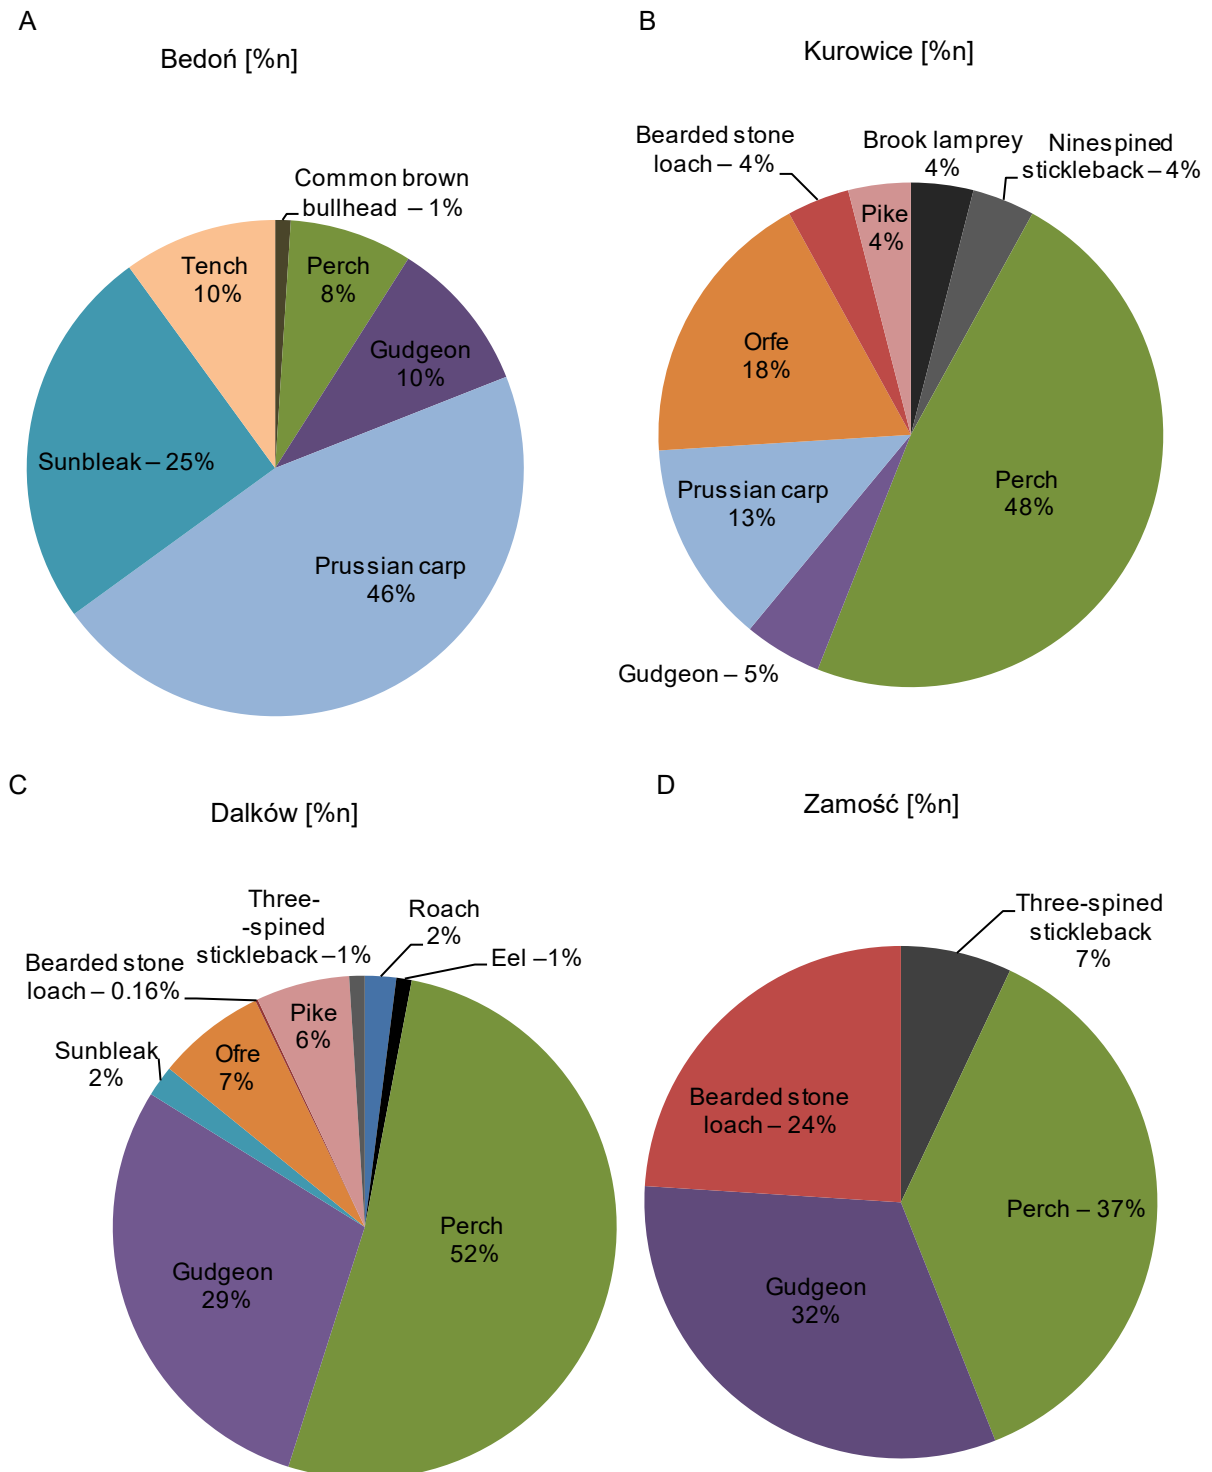 A
Bedoń [%n]
Common brown
bullhead – 1%
Perch
8%
Gudgeon
10%
Prussian carp
46%
Sunbleak – 25%
Tench
10%
B
Kurowice [%n]
Brook lamprey
4%
Ninespined
stickleback – 4%
Perch
48%
Gudgeon – 5%
Prussian carp
13%
Orfe
18%
Bearded stone
loach – 4%
Pike
4%
C
Dalków [%n]
Roach
2%
Eel –1%
Perch
52%
Gudgeon
29%
Sunbleak
2%
Ofre
7%
Bearded stone
loach – 0.16%
Pike
6%
Three-
-spined
stickleback –1%
D
Zamość [%n]
Three-spined
stickleback
7%
Perch – 37%
Gudgeon
32%
Bearded stone
loach – 24%